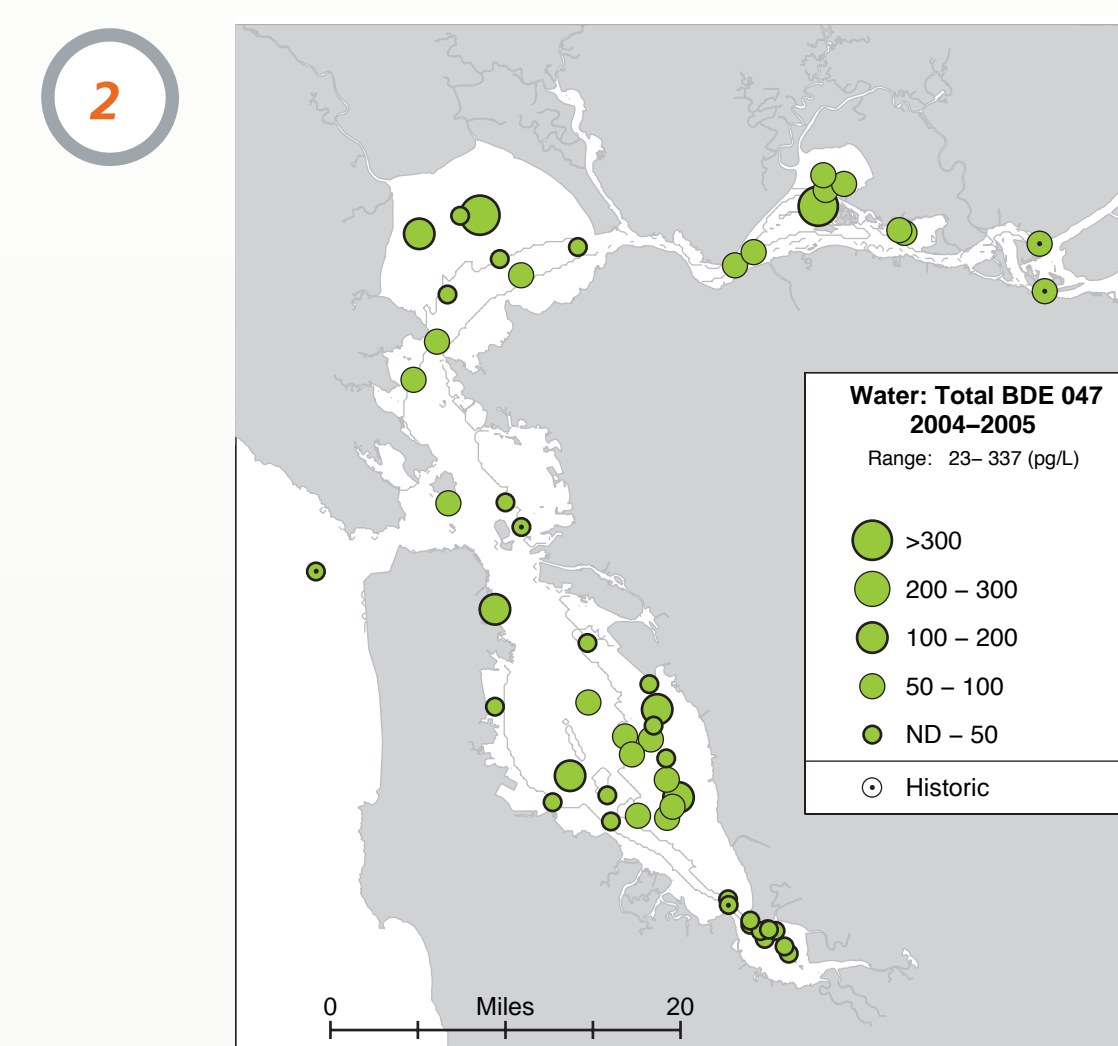 2
Water: Total BDE 047
2004–2005
Range: 23– 337 (pg/L)
>300
200 – 300
100 – 200
50 – 100
ND – 50
Historic
0 Miles 20